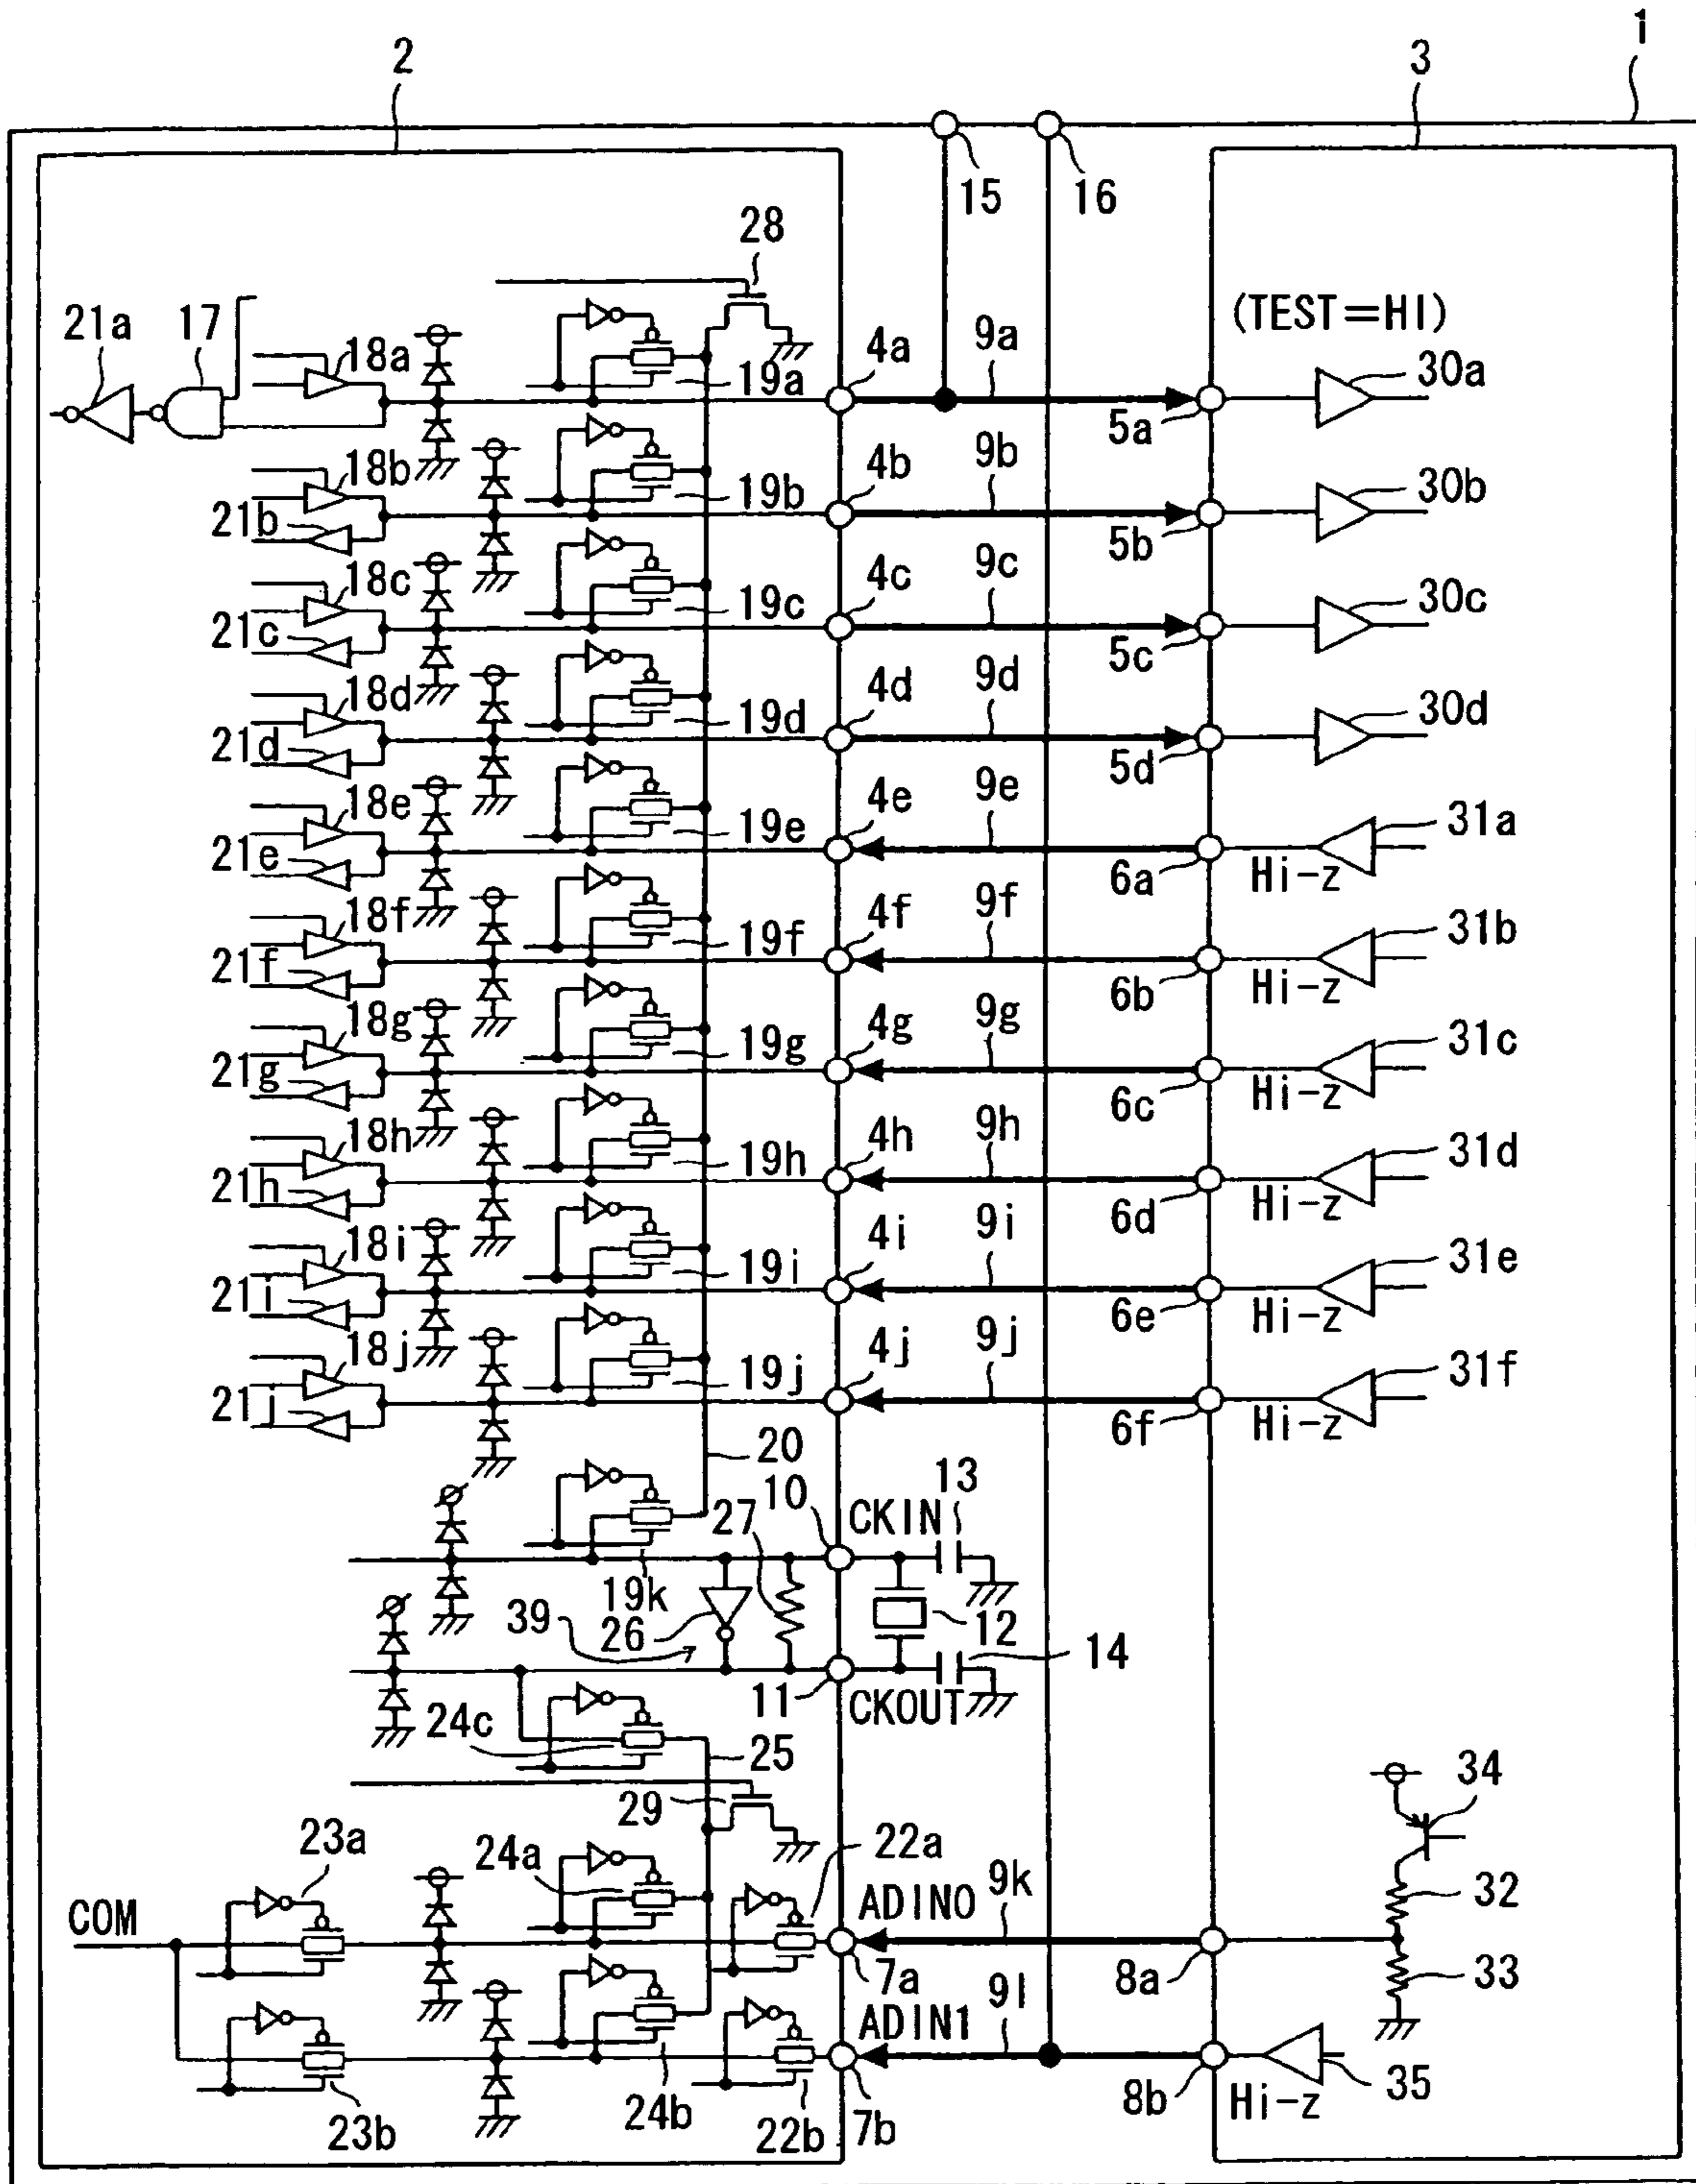 1
2
3
15
16
28
(TEST=HI)
21a
17
18a
19a
4a
9a
5a
30a
18b
21b
19b
4b
9b
5b
30b
18c
21c
19c
4c
9c
5c
30c
18d
21d
19d
4d
9d
5d
30d
18e
21e
19e
4e
9e
6a
Hi-z
31a
18f
21f
19f
4f
9f
6b
Hi-z
31b
18g
21g
19g
4g
9g
6c
Hi-z
31c
18h
21h
19h
4h
9h
6d
Hi-z
31d
18i
21i
19i
4i
9i
6e
Hi-z
31e
18j
21j
19j
4j
9j
6f
Hi-z
31f
20
10
13
27
CKIN
19k
39
26
12
14
11
CKOUT
24c
25
34
29
23a
24a
22a
COM
ADIN0
9k
32
7a
8a
33
ADIN1
9l
23b
24b
22b
7b
8b
Hi-z
35